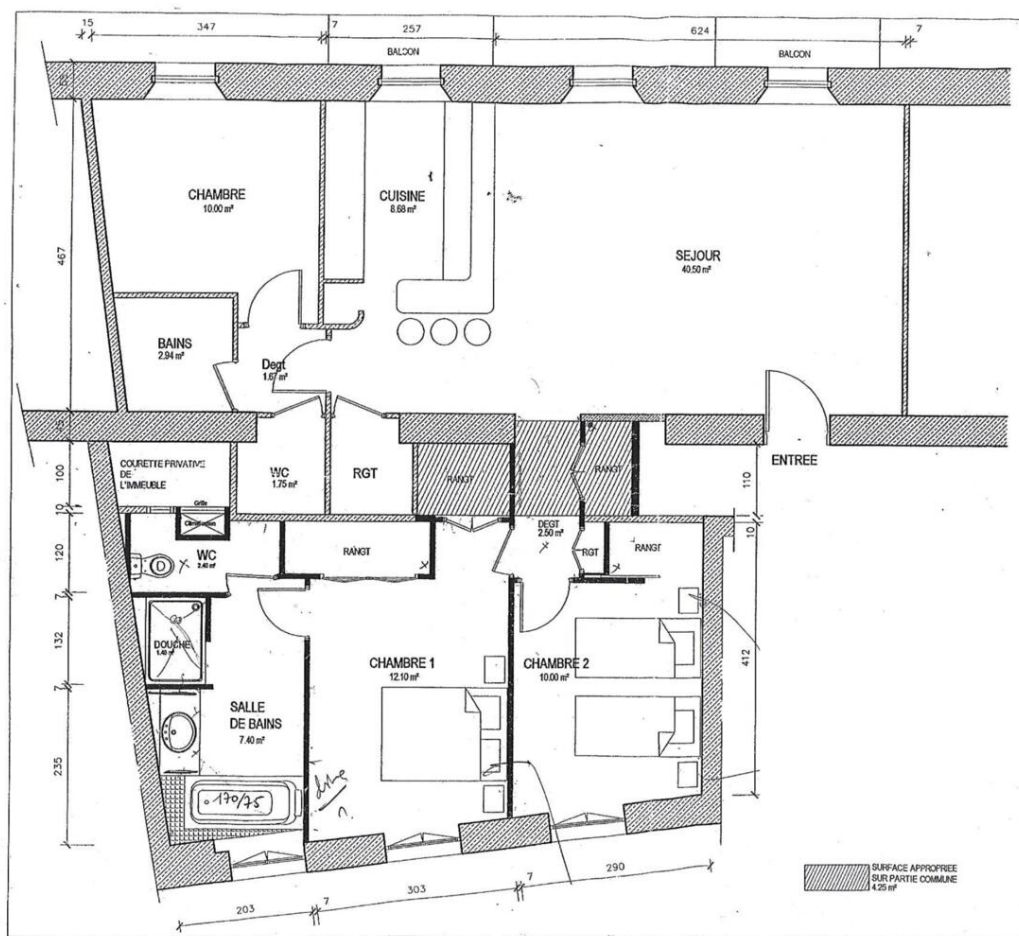 15
347
7
257
624
7
BALCON
BALCON
CHAMBRE
10.00 m²
CUISINE
8.68 m²
SEJOUR
40.50 m²
467
BAINS
2.94 m²
Degt
1.67 m²
55
COURETTE PRIVATIVE
DE
L'IMMEUBLE
WC
1.75 m²
RGT
RANGT
RANGT
ENTREE
100
110
10
10
Grille
Climatisation
DEGT
2.50 m²
WC
2.40 m²
RANGT
RGT
RANGT
120
D
7
132
DOUCHE
1.43 m²
CHAMBRE 1
12.10 m²
CHAMBRE 2
10.00 m²
412
7
SALLE
DE BAINS
7.40 m²
235
170/75
SURFACE APPROPRIEE
SUR PARTIE COMMUNE
4.25 m²
203
7
303
7
290